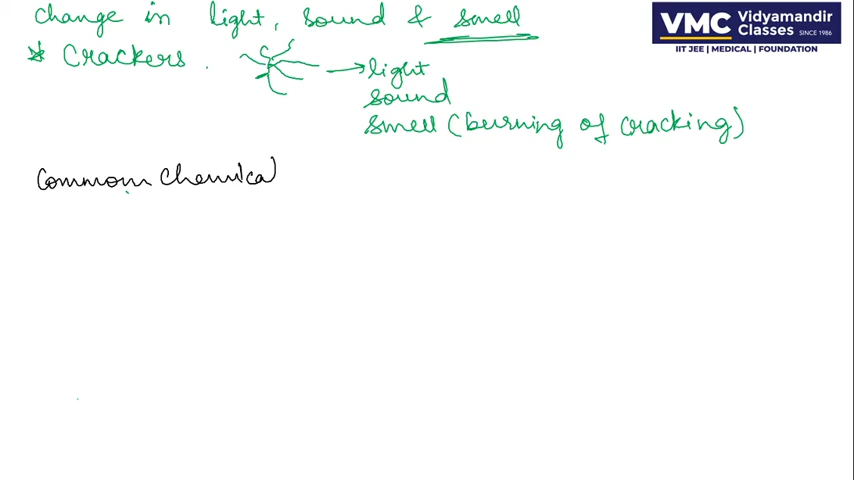 change in light, sound & smell
* Crackers.
→ light
sound
smell (burning of cracking)
Common Chemical
VMC Vidyamandir Classes SINCE 1986
IIT JEE | MEDICAL | FOUNDATION